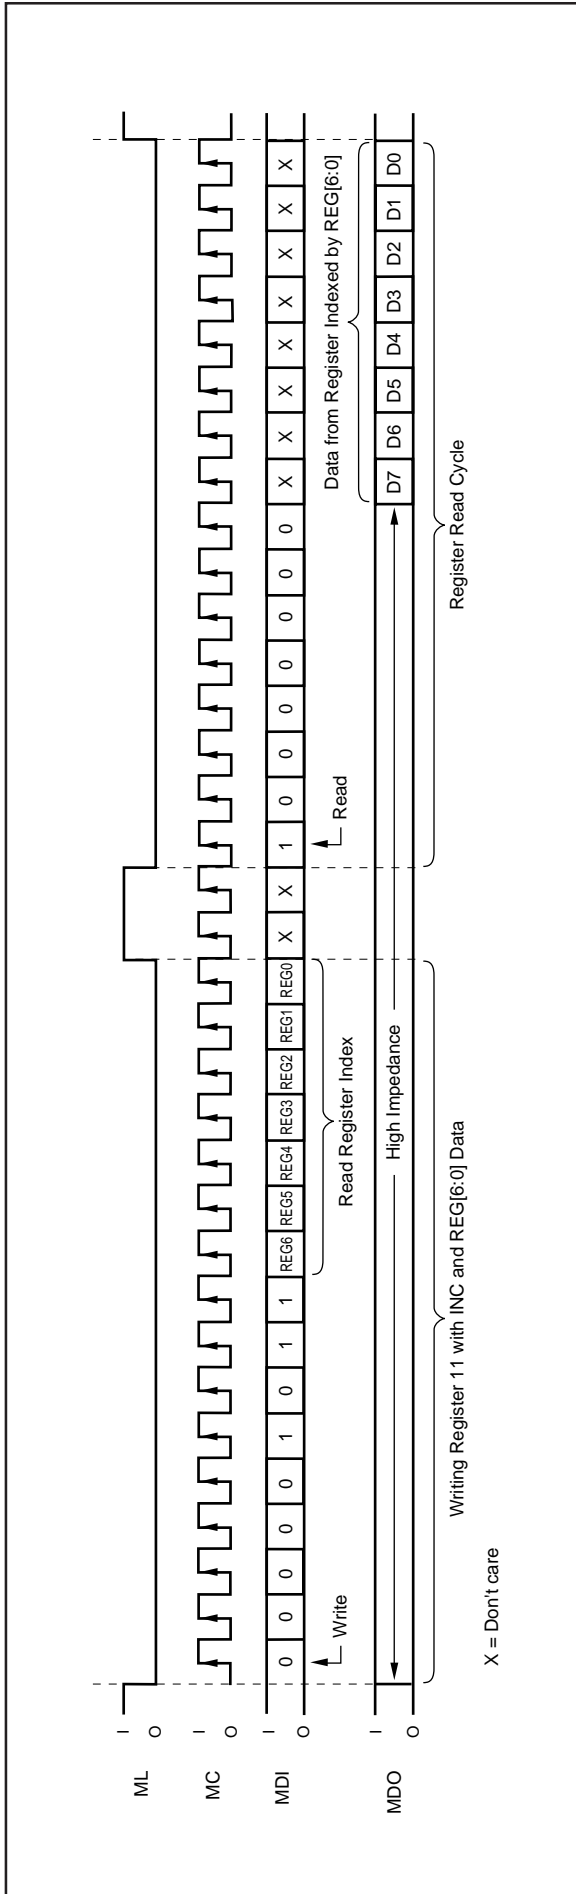 I
ML
O
I
MC
O
I
MDI 0 0 0 0 0 1 0 1 1 REG6 REG5 REG4 REG3 REG2 REG1 REG0 X X 1 0 0 0 0 0 0 0 X X X X X X X X
O
Write
Read Register Index
Read
Data from Register Indexed by REG[6:0]
I
MDO High Impedance D7 D6 D5 D4 D3 D2 D1 D0
O
Writing Register 11 with INC and REG[6:0] Data
Register Read Cycle
X = Don't care